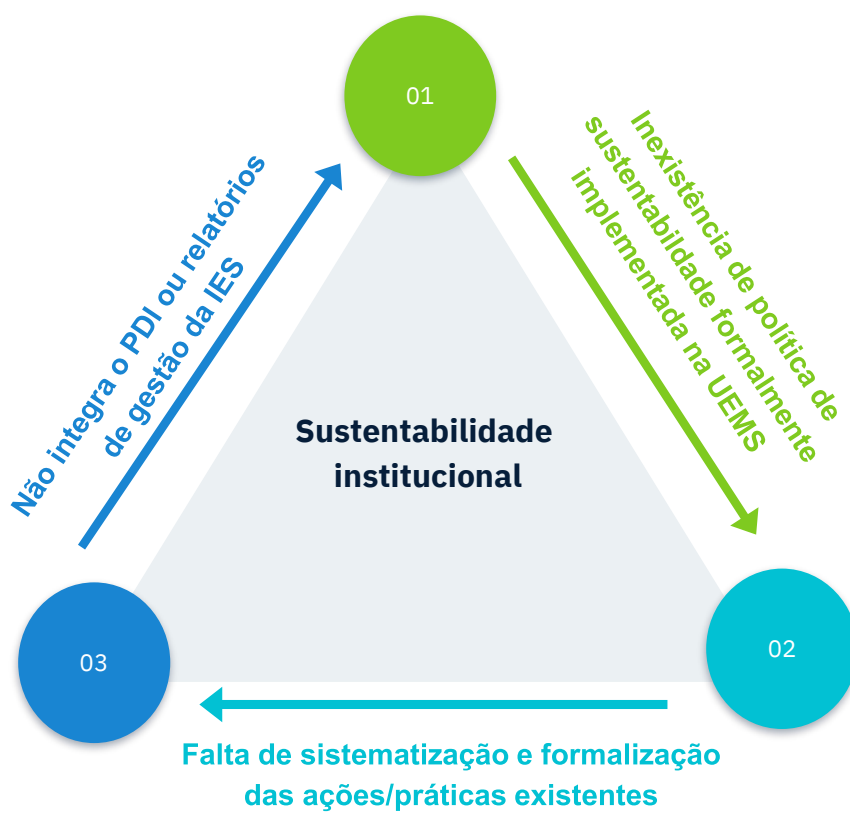 01
Inexistência de política de
sustentabildade formalmente
implementada na UEMS
Não integra o PDI ou relatórios
de gestão da IES
Sustentabilidade
institucional
02
03
Falta de sistematização e formalização
das ações/práticas existentes